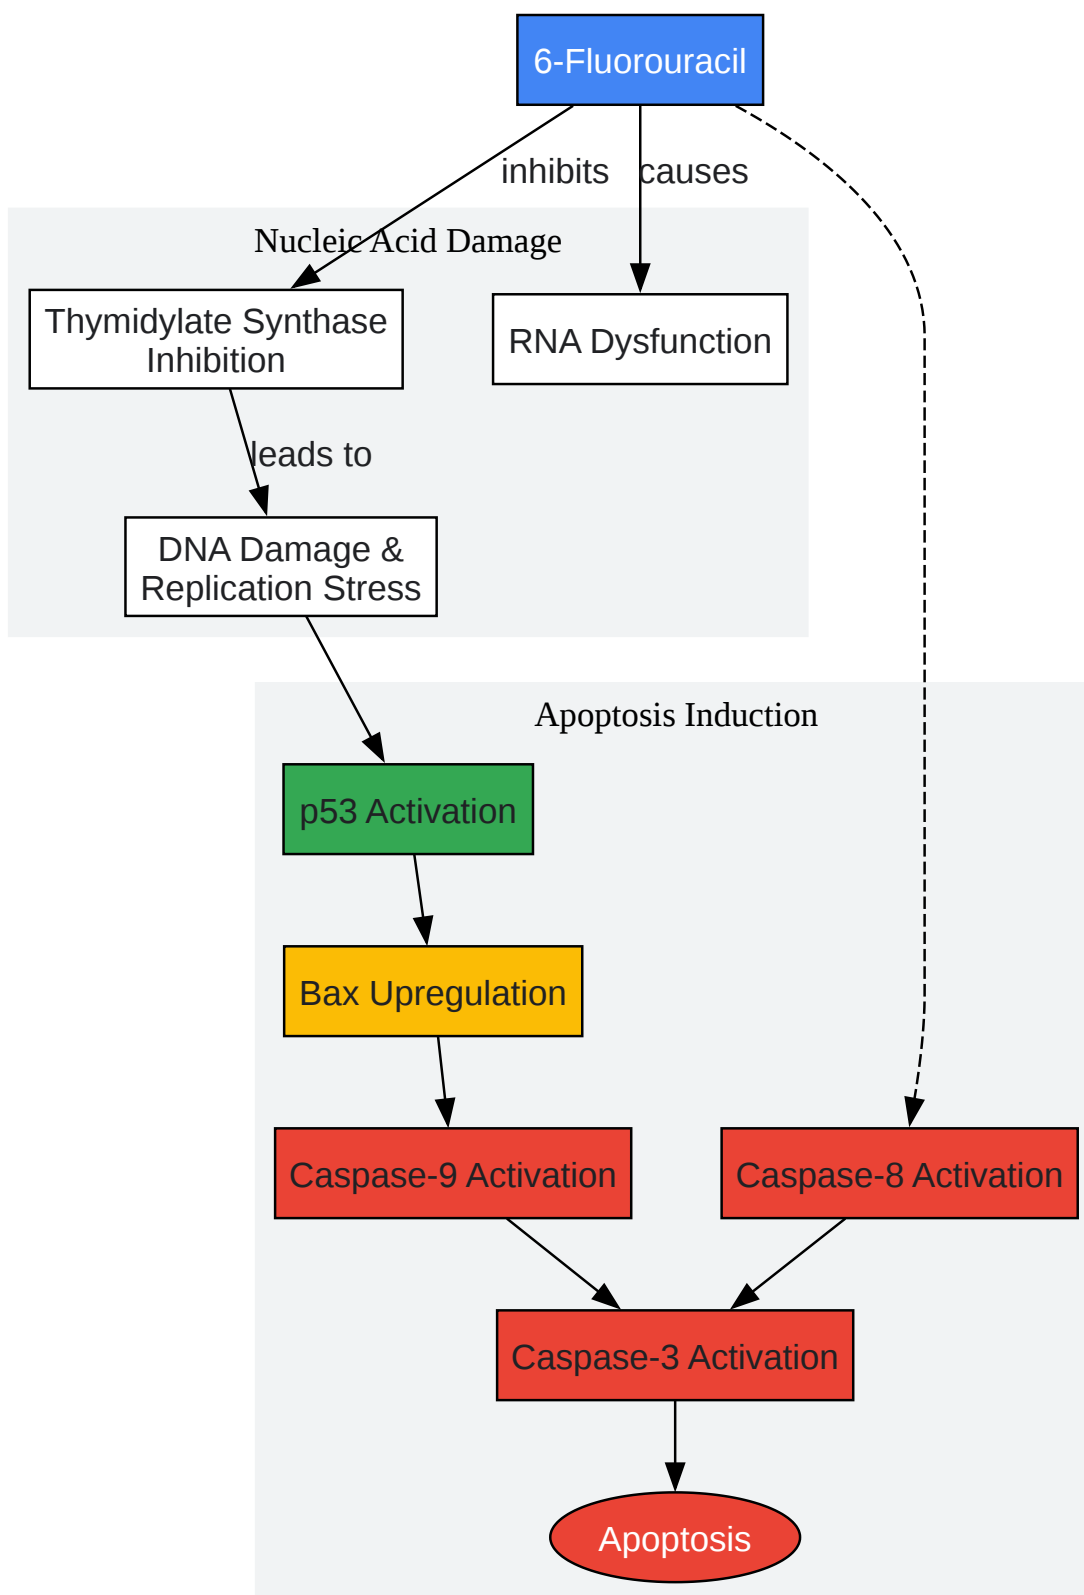 6-Fluorouracil
inhibits
causes
Nucleic Acid Damage
Thymidylate Synthase
Inhibition
RNA Dysfunction
leads to
DNA Damage &
Replication Stress
Apoptosis Induction
p53 Activation
Bax Upregulation
Caspase-9 Activation
Caspase-8 Activation
Caspase-3 Activation
Apoptosis